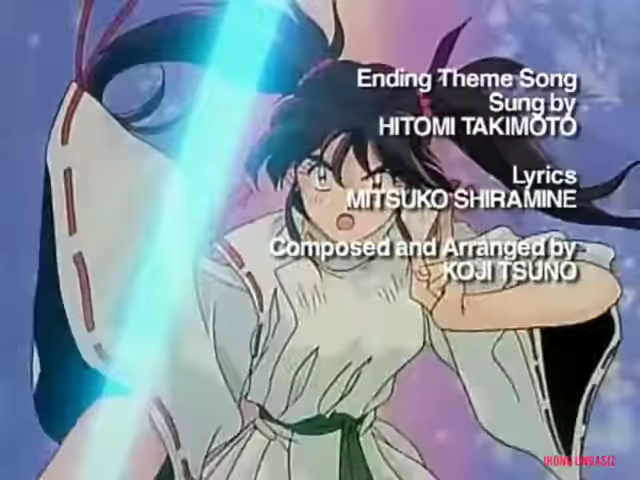 Ending Theme Song
Sung by
HITOMI TAKIMOTO
Lyrics
MITSUKO SHIRAMINE
Composed and Arranged by
KOJI TSUNO